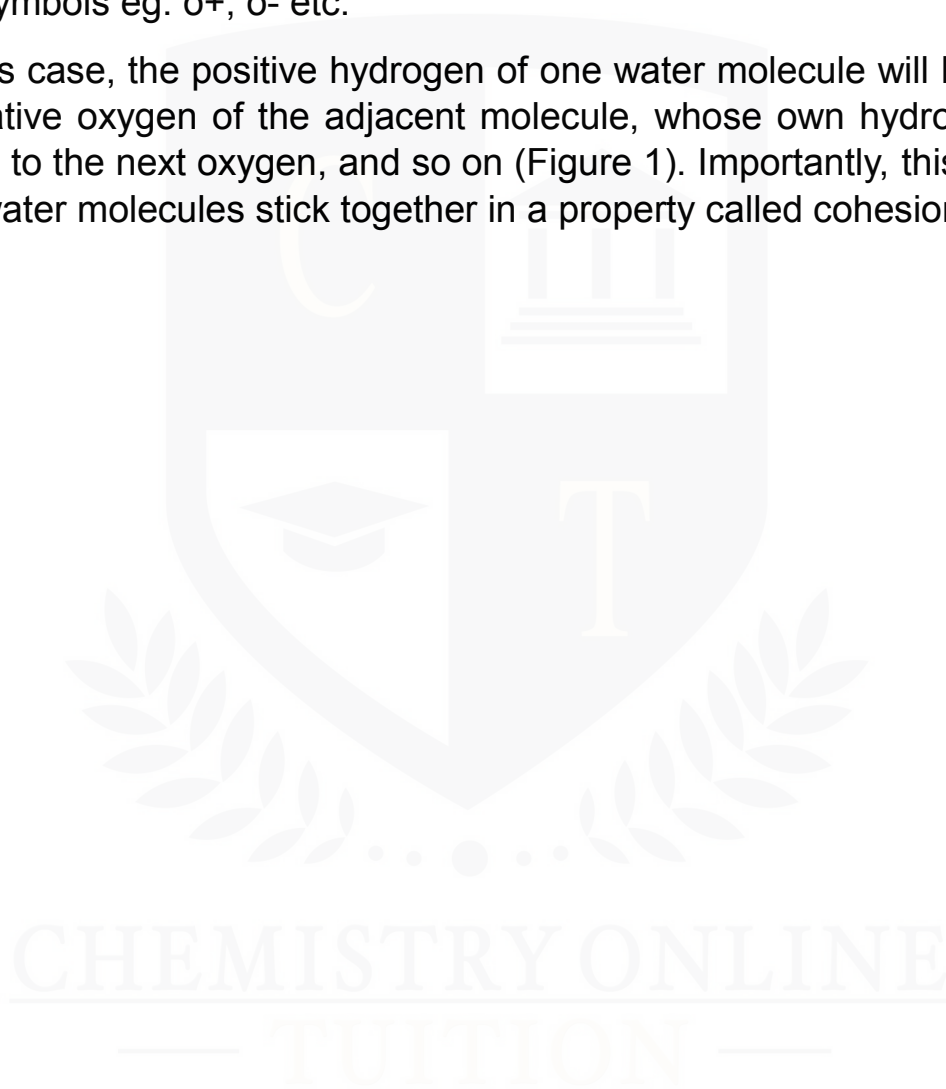 ymbols eg. δ+, δ- etc.
s case, the positive hydrogen of one water molecule will
ative oxygen of the adjacent molecule, whose own hydro
to the next oxygen, and so on (Figure 1). Importantly, this
vater molecules stick together in a property called cohesion
C
T
CHEMISTRY ONLINE
TUITION